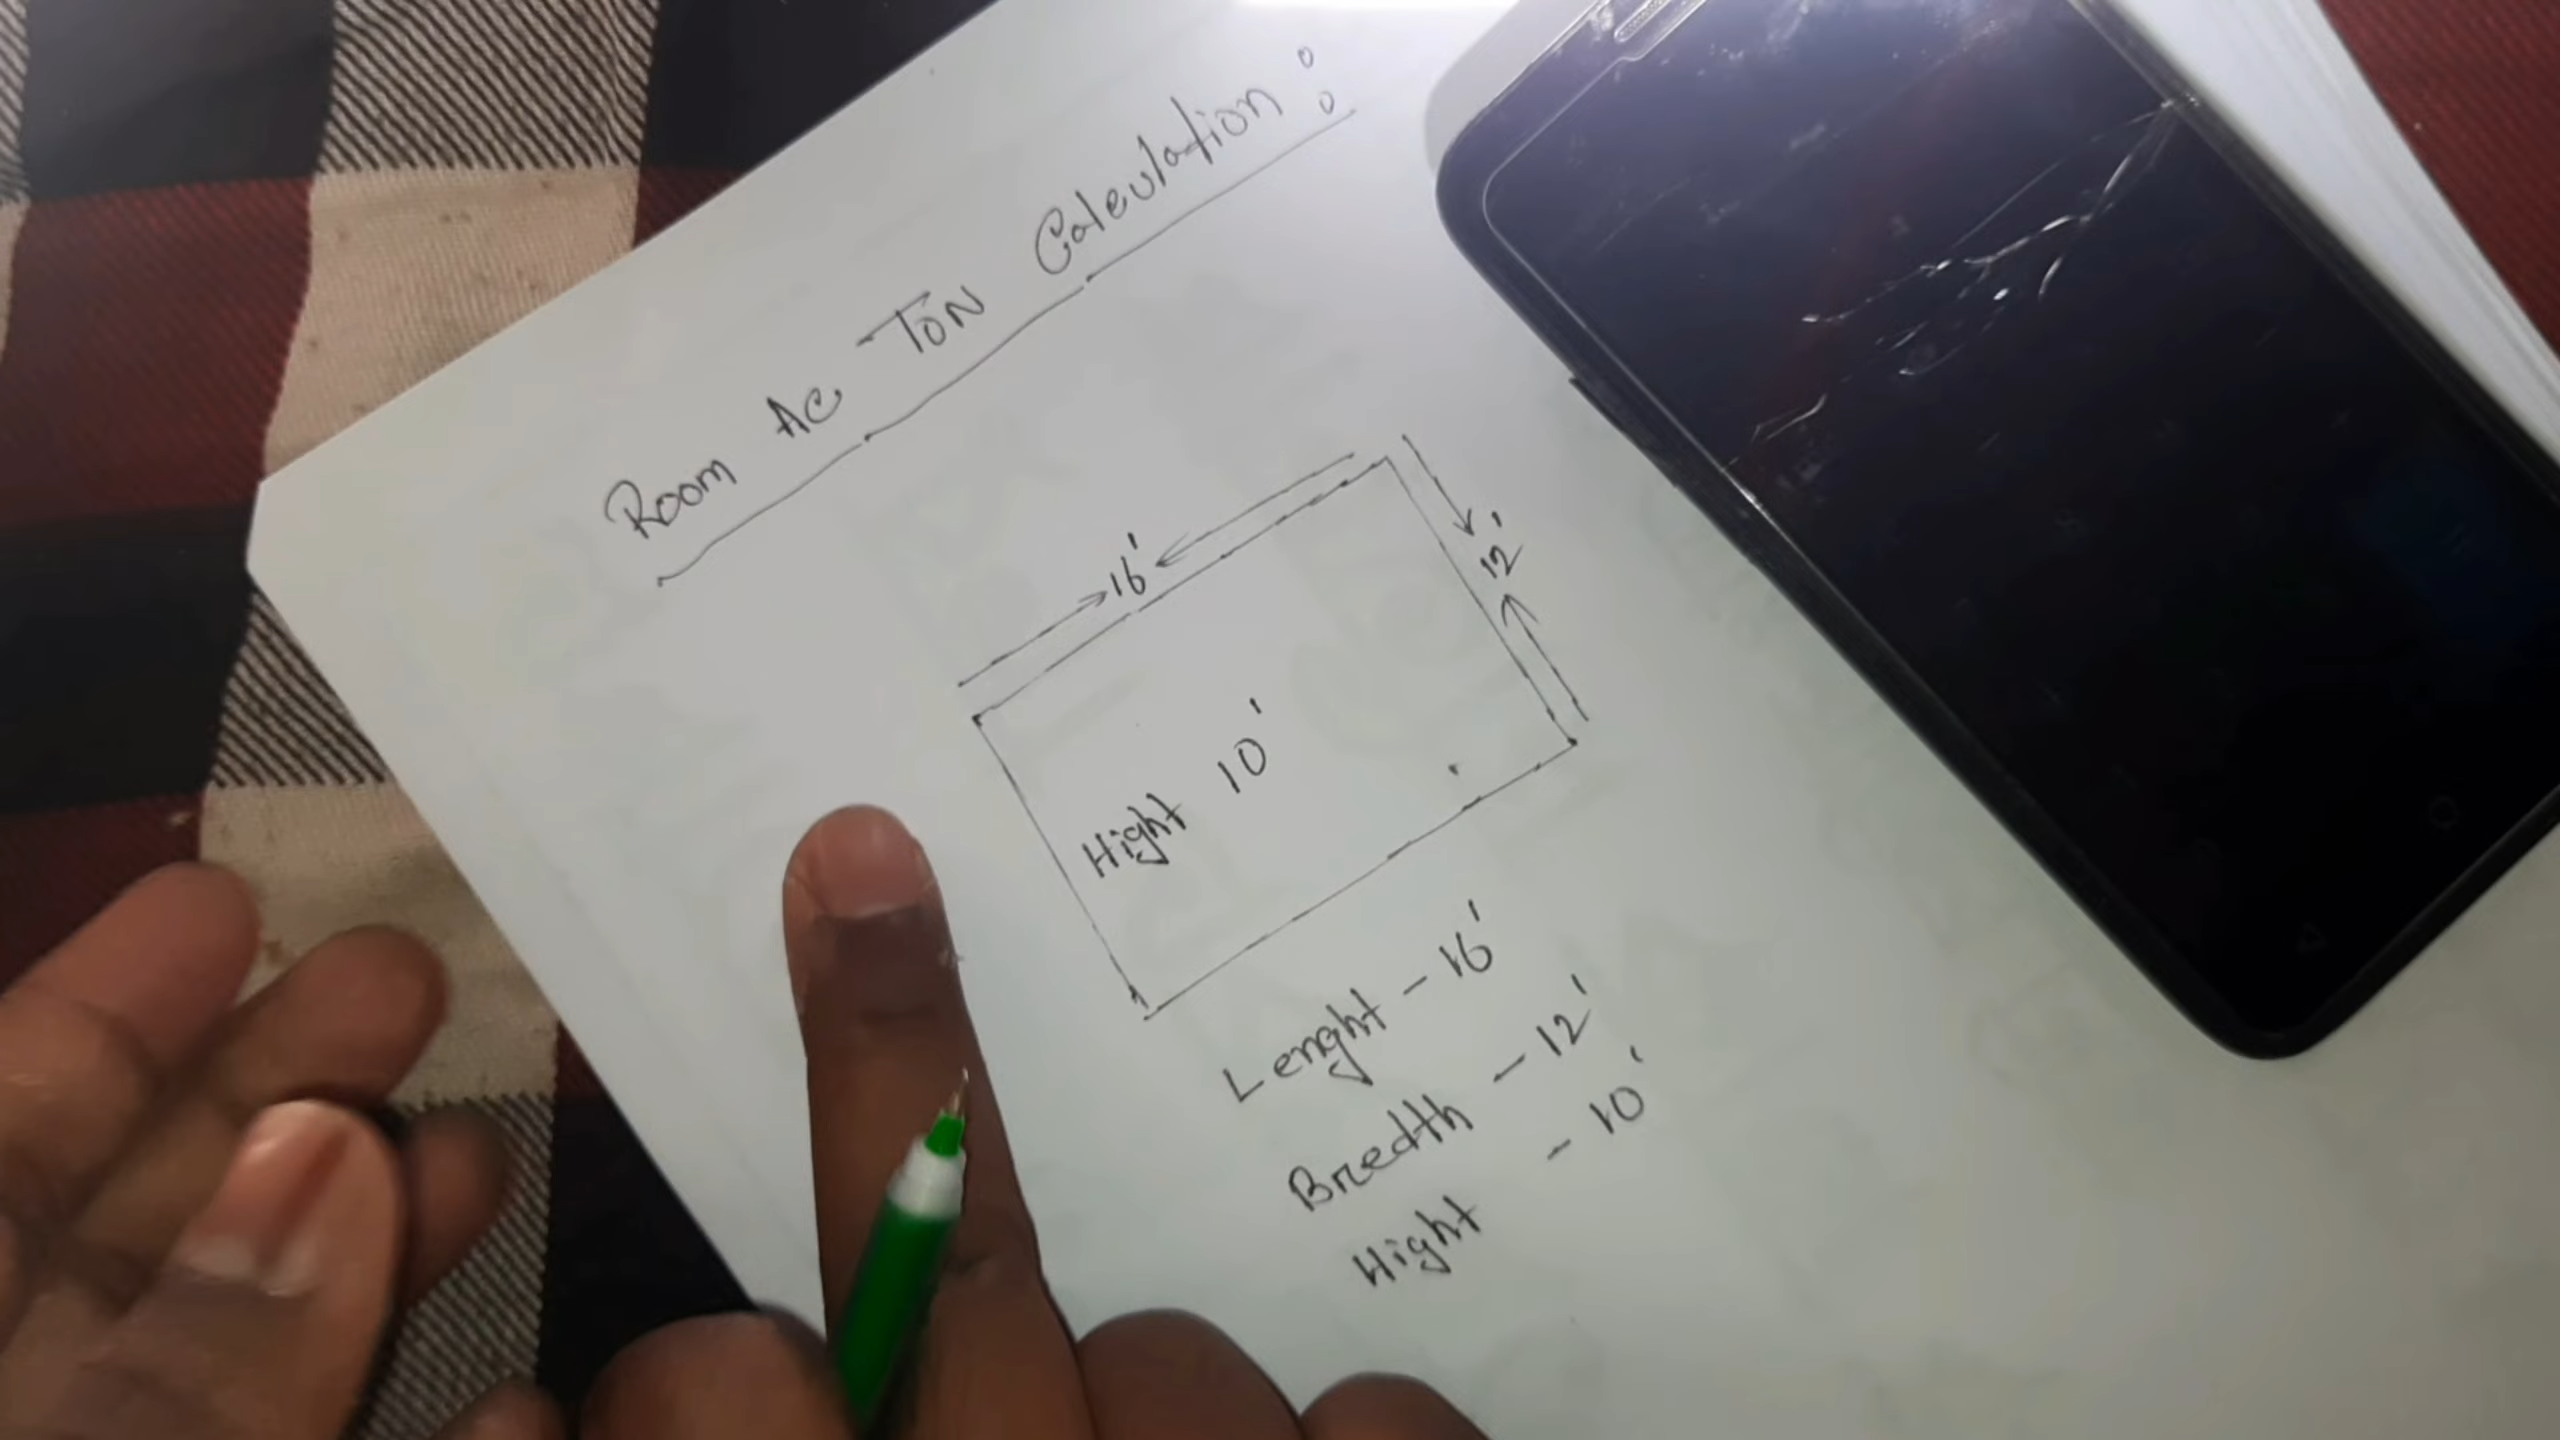 Room AC TON Calculation :
16'
12'
Hight 10'
Lenght - 16'
Bredth - 12'
Hight - 10'